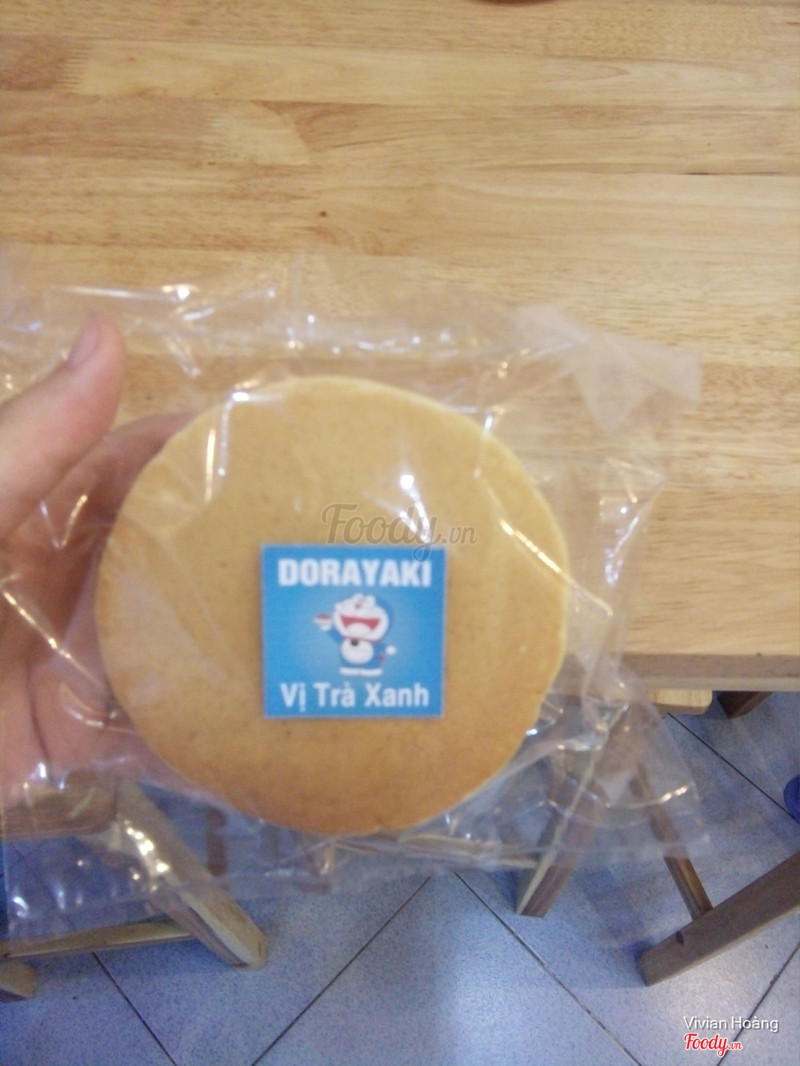 Foody.vn
DORAYAKI
Vị Trà Xanh
Vivian Hoàng
Foody.vn